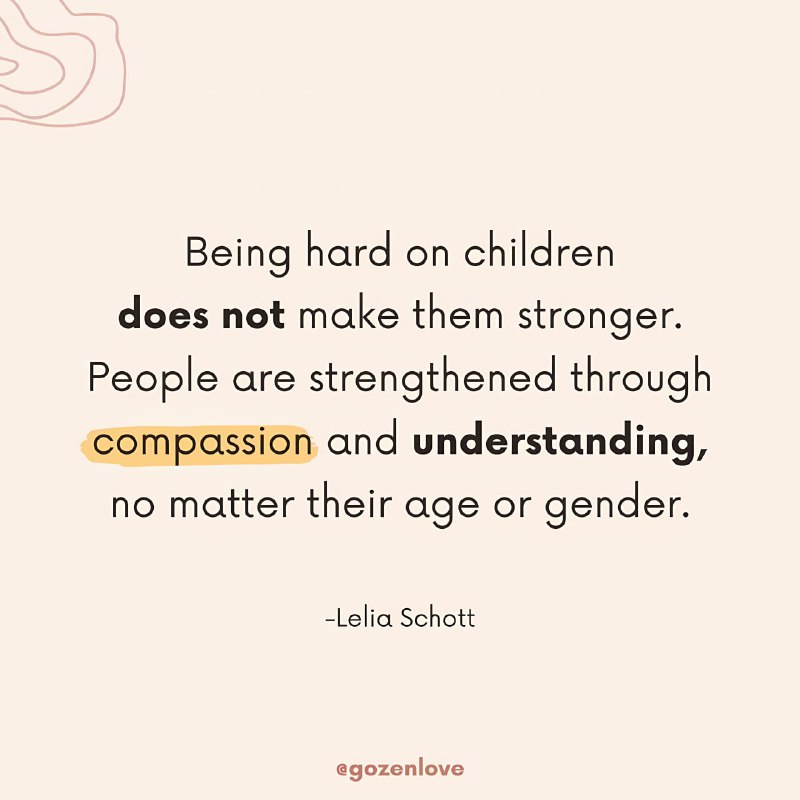 Being hard on children
does not make them stronger.
People are strengthened through
compassion and understanding,
no matter their age or gender.
-Lelia Schott
@gozenlove